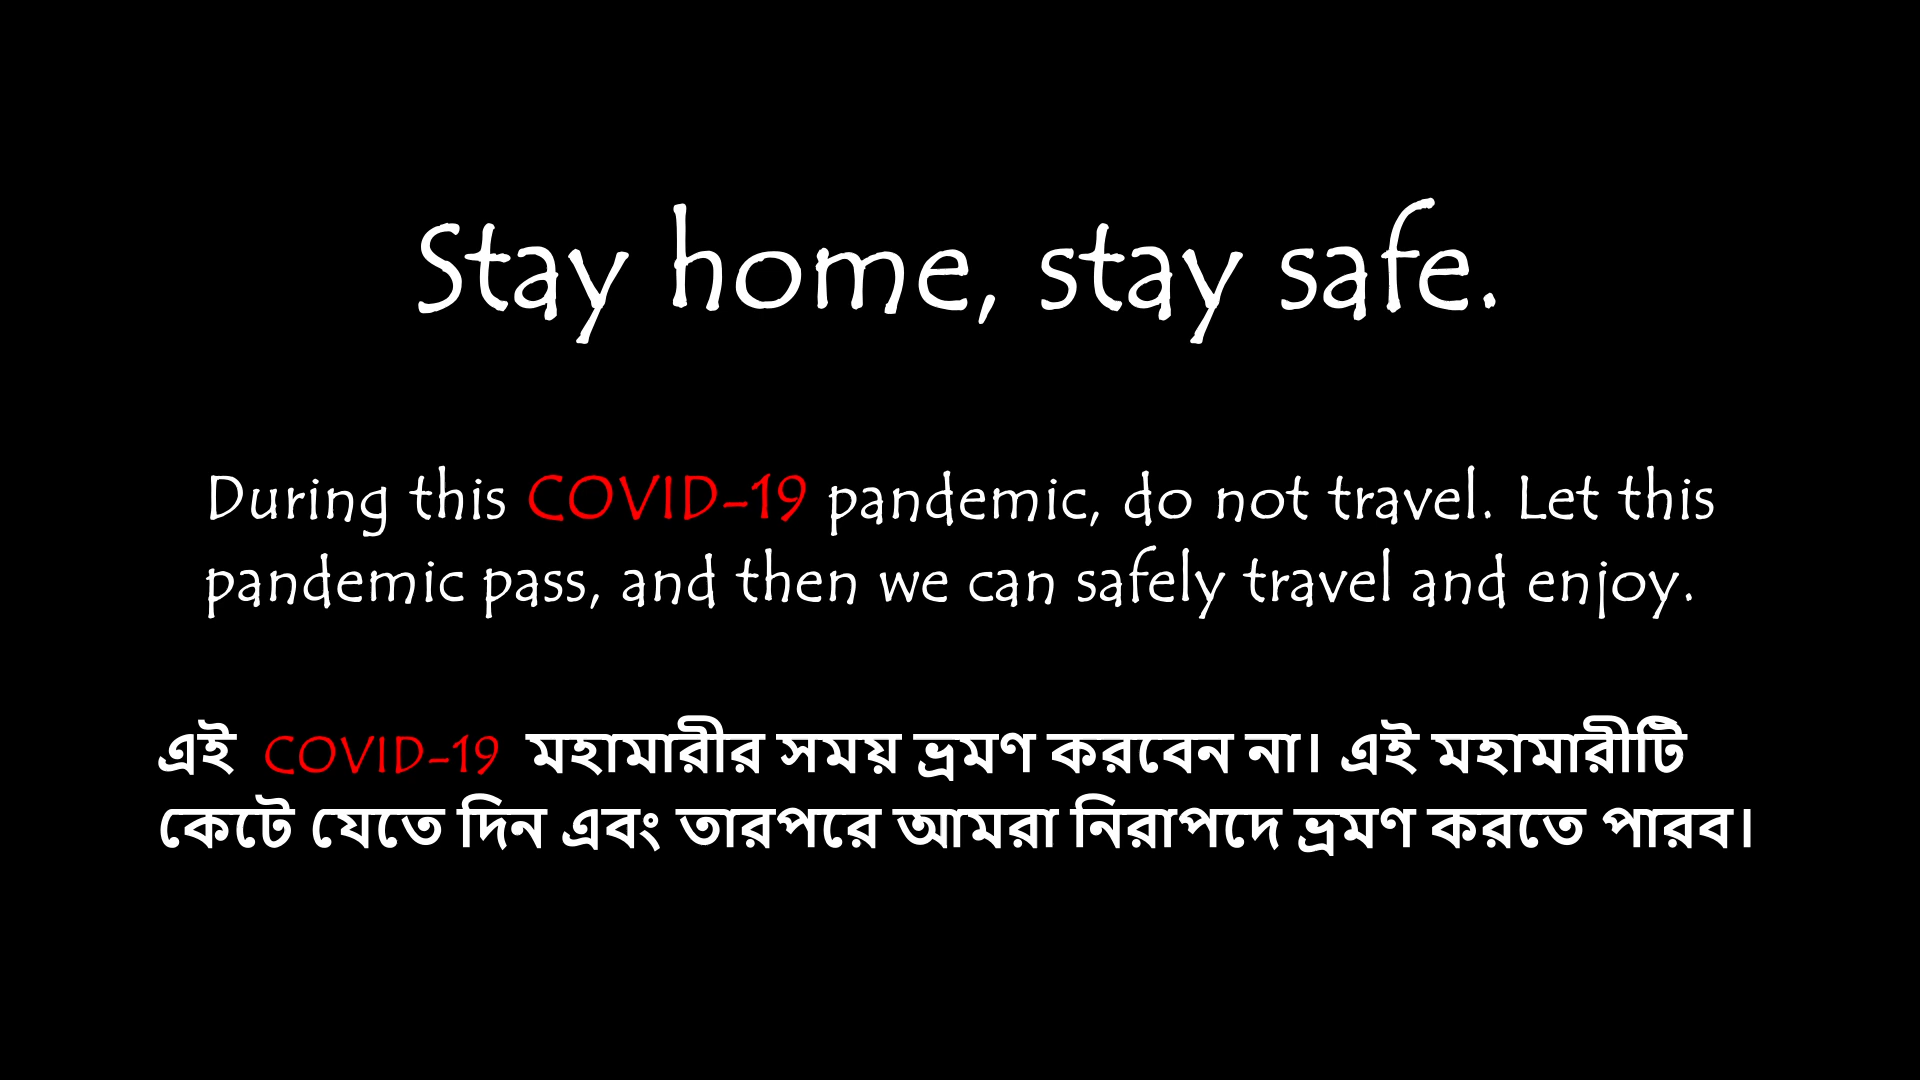 Stay home, stay safe.
During this COVID-19 pandemic, do not travel. Let this
pandemic pass, and then we can safely travel and enjoy.
এই COVID-19 মহামারীর সময় ভ্রমণ করবেন না। এই মহামারীটি
কেটে যেতে দিন এবং তারপরে আমরা নিরাপদে ভ্রমণ করতে পারব।